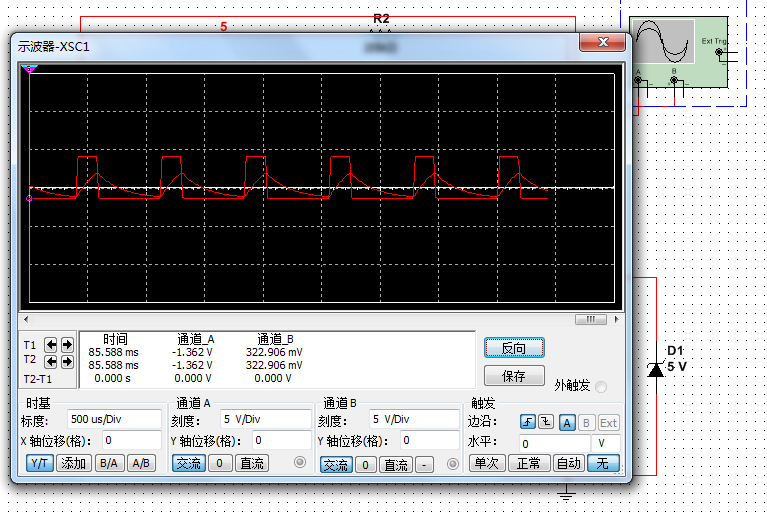 5
R2
示波器-XSC1
Ext Trig
A
B
时间 通道_A 通道_B
T1 85.588 ms -1.362 V 322.906 mV
T2 85.588 ms -1.362 V 322.906 mV
T2-T1 0.000 s 0.000 V 0.000 V
反向
保存
外触发
D1
5 V
时基 通道 A 通道 B 触发
标度: 500 us/Div 刻度: 5 V/Div 刻度: 5 V/Div 边沿: A B Ext
X 轴位移(格): 0 Y 轴位移(格): 0 Y 轴位移(格): 0 水平: 0 V
Y/T 添加 B/A A/B 交流 0 直流 交流 0 直流 - 单次 正常 自动 无